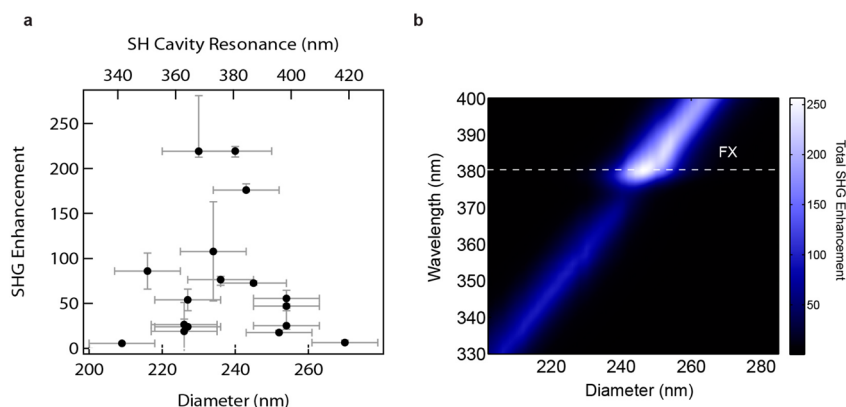 a
SH Cavity Resonance (nm)
340 360 380 400 420
SHG Enhancement
250
200
150
100
50
0
200 220 240 260
Diameter (nm)
b
Wavelength (nm)
400
390
380
370
360
350
340
330
FX
220 240 260 280
Diameter (nm)
250
200
150
100
50
Total SHG Enhancement